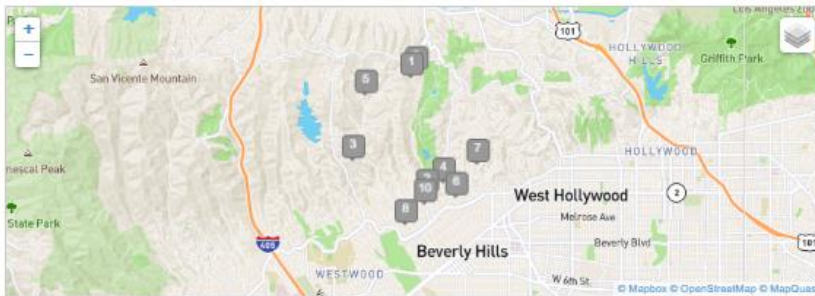 Los Angeles Zoo
101
+
−
HOLLYWOOD
HILLS
Griffith Park
1
San Vicente Mountain
5
3
7
HOLLYWOOD
nescal Peak
4
10
6
West Hollywood
2
8
State Park
Melrose Ave
405
Beverly Hills
Beverly Blvd
101
WESTWOOD
W 6th St
© Mapbox © OpenStreetMap © MapQuest